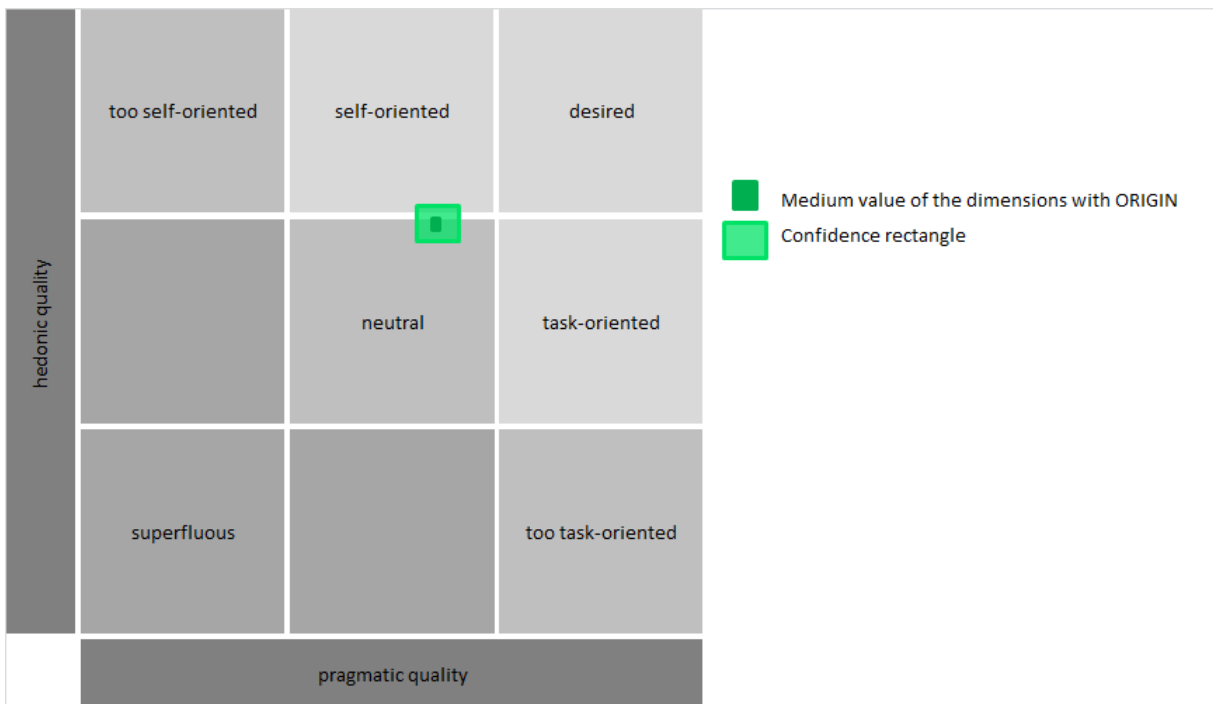 too self-oriented
self-oriented
desired
Medium value of the dimensions with ORIGIN
Confidence rectangle
hedonic quality
neutral
task-oriented
superfluous
too task-oriented
pragmatic quality